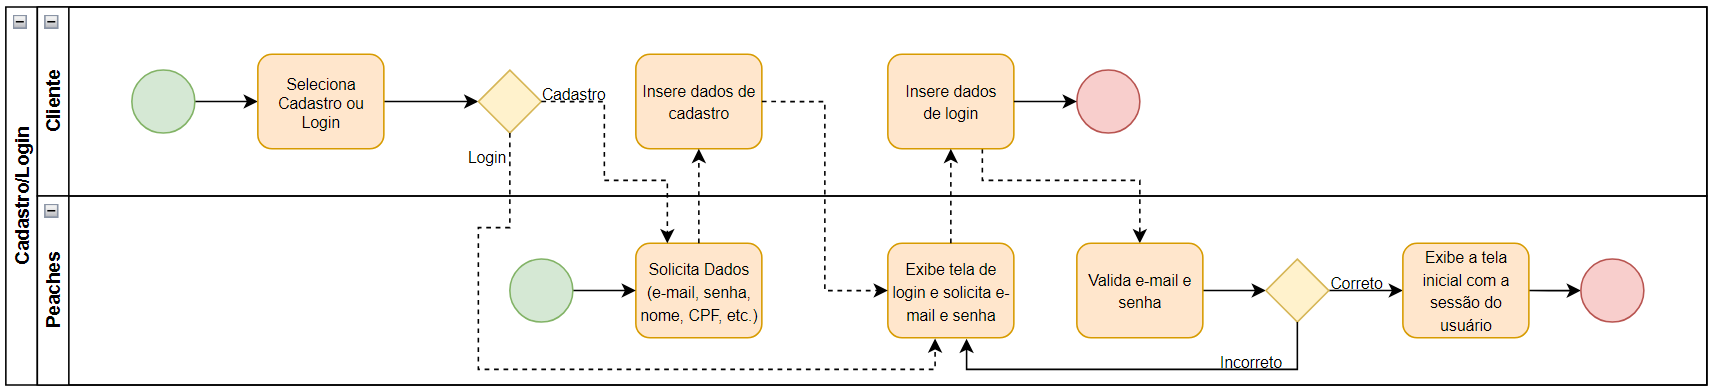 Cadastro/Login
Cliente
Seleciona
Cadastro ou
Login
Cadastro
Login
Insere dados de
cadastro
Insere dados
de login
Peaches
Solicita Dados
(e-mail, senha,
nome, CPF, etc.)
Exibe tela de
login e solicita e-
mail e senha
Valida e-mail e
senha
Correto
Incorreto
Exibe a tela
inicial com a
sessão do
usuário